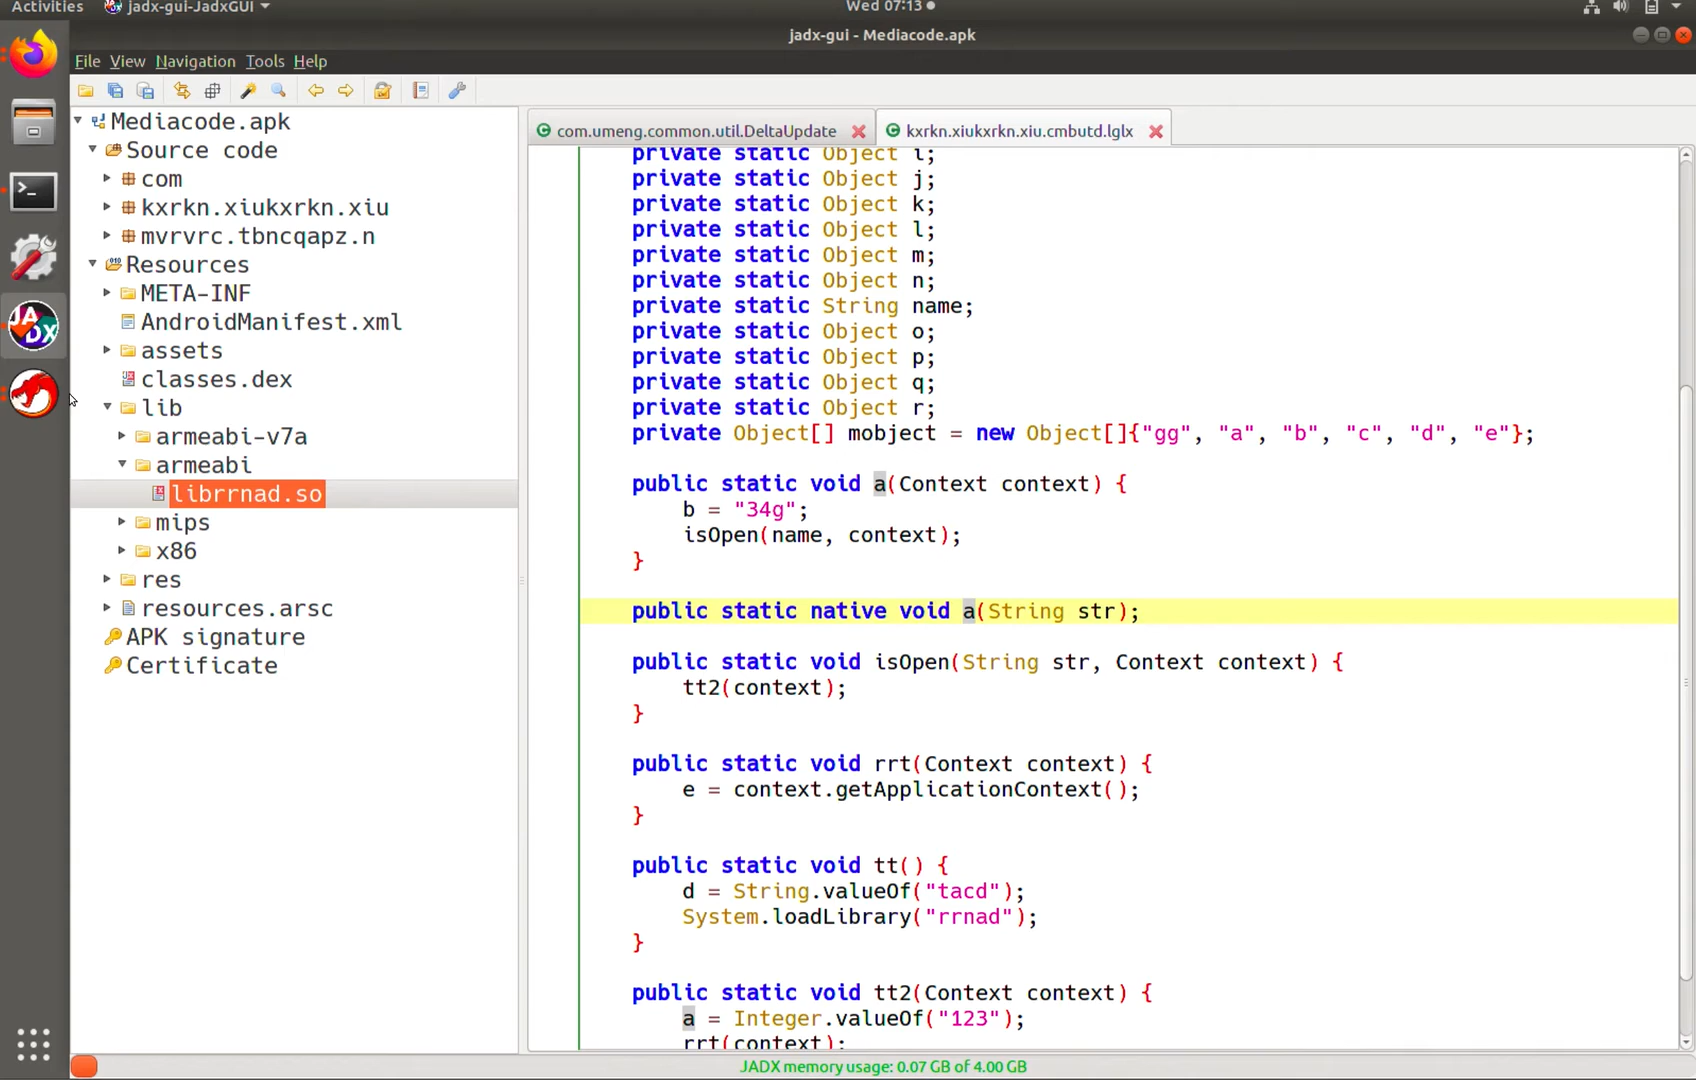 Activities jadx-gui-JadxGUI Wed 07:13
jadx-gui - Mediacode.apk
File View Navigation Tools Help
Mediacode.apk
Source code
com
kxrkn.xiukxrkn.xiu
mvrvrc.tbncqapz.n
Resources
META-INF
AndroidManifest.xml
assets
classes.dex
lib
armeabi-v7a
armeabi
librrnad.so
mips
x86
res
resources.arsc
APK signature
Certificate
com.umeng.common.util.DeltaUpdate kxrkn.xiukxrkn.xiu.cmbutd.lglx
private static Object i;
private static Object j;
private static Object k;
private static Object l;
private static Object m;
private static Object n;
private static String name;
private static Object o;
private static Object p;
private static Object q;
private static Object r;
private Object[] mobject = new Object[]{"gg", "a", "b", "c", "d", "e"};
public static void a(Context context) {
b = "34g";
isOpen(name, context);
}
public static native void a(String str);
public static void isOpen(String str, Context context) {
tt2(context);
}
public static void rrt(Context context) {
e = context.getApplicationContext();
}
public static void tt() {
d = String.valueOf("tacd");
System.loadLibrary("rrnad");
}
public static void tt2(Context context) {
a = Integer.valueOf("123");
rrt(context);
JADX memory usage: 0.07 GB of 4.00 GB